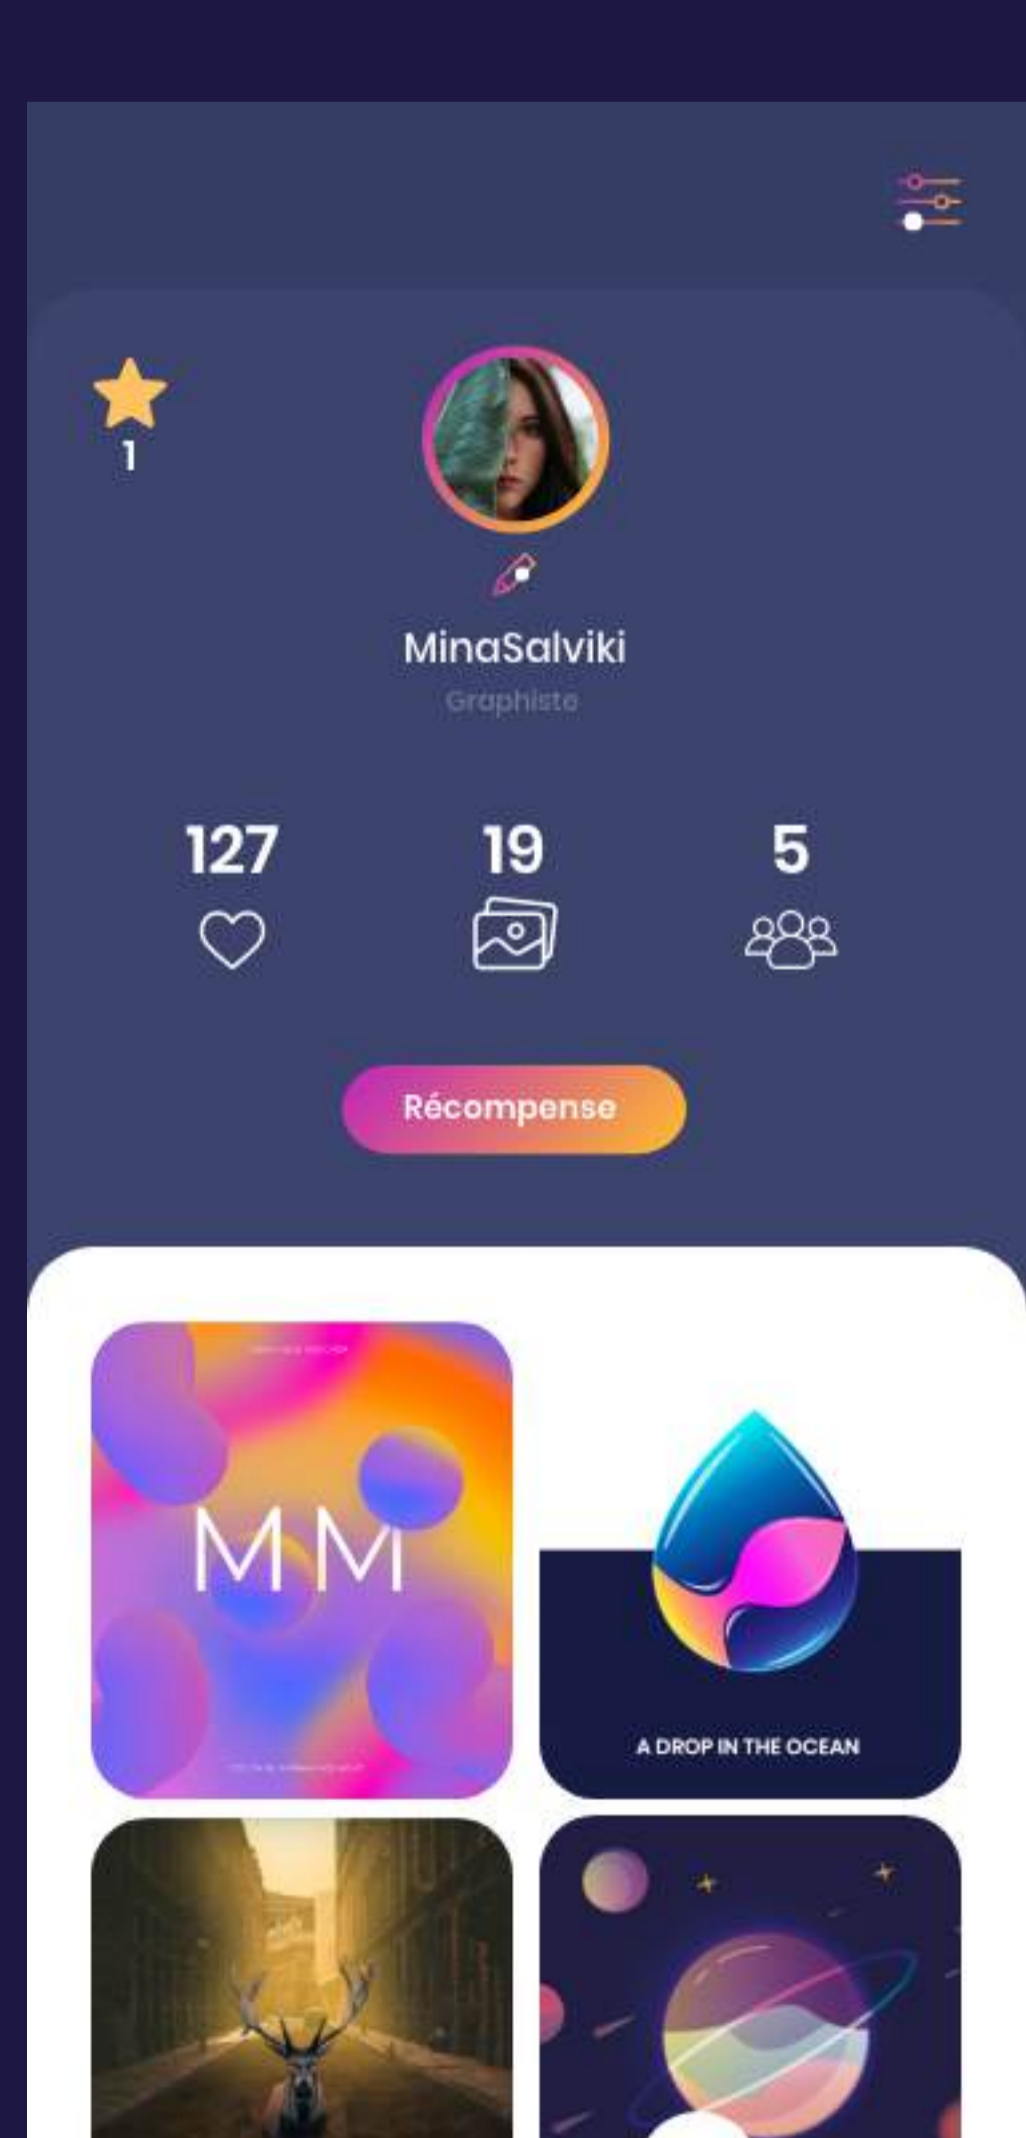 1
MinaSalviki
Graphiste
127
19
5
Récompense
MM
A DROP IN THE OCEAN